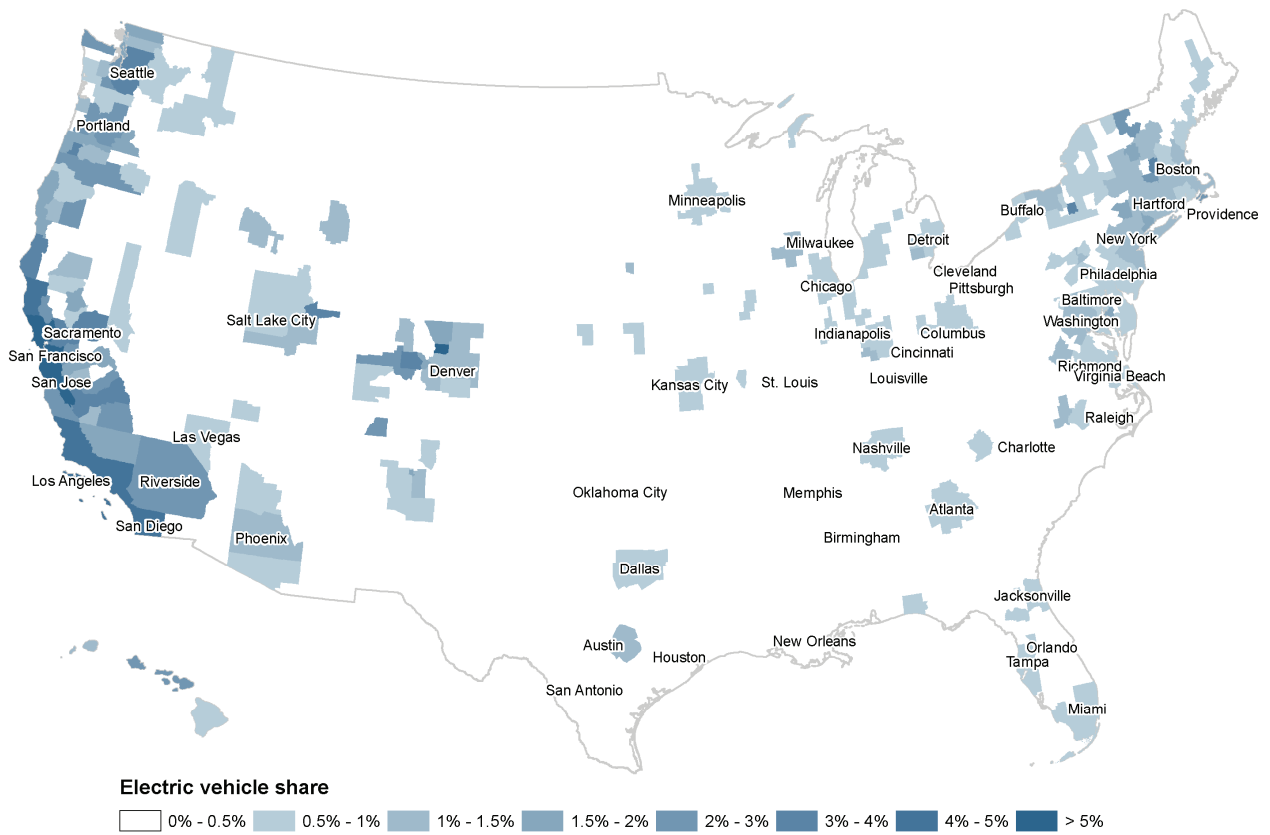 Seattle
Portland
Boston
Minneapolis
Buffalo
Hartford
Providence
Milwaukee
Detroit
New York
Cleveland
Philadelphia
Chicago
Pittsburgh
Baltimore
Salt Lake City
Washington
Sacramento
Indianapolis
Columbus
San Francisco
Cincinnati
Denver
Richmond
San Jose
Kansas City
St. Louis
Louisville
Virginia Beach
Raleigh
Las Vegas
Nashville
Charlotte
Los Angeles
Riverside
Oklahoma City
Memphis
Atlanta
San Diego
Phoenix
Birmingham
Dallas
Jacksonville
Austin
Houston
New Orleans
Orlando
Tampa
San Antonio
Miami
Electric vehicle share
0% - 0.5% 0.5% - 1% 1% - 1.5% 1.5% - 2% 2% - 3% 3% - 4% 4% - 5% > 5%